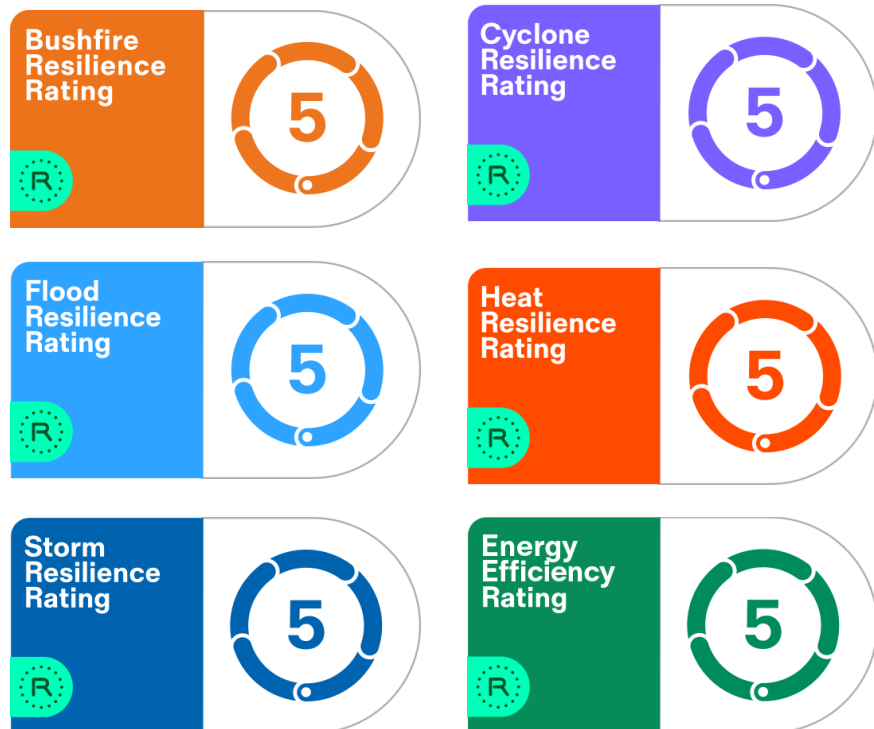 Bushfire
Resilience
Rating
5
R
Cyclone
Resilience
Rating
5
R
Flood
Resilience
Rating
5
R
Heat
Resilience
Rating
5
R
Storm
Resilience
Rating
5
R
Energy
Efficiency
Rating
5
R